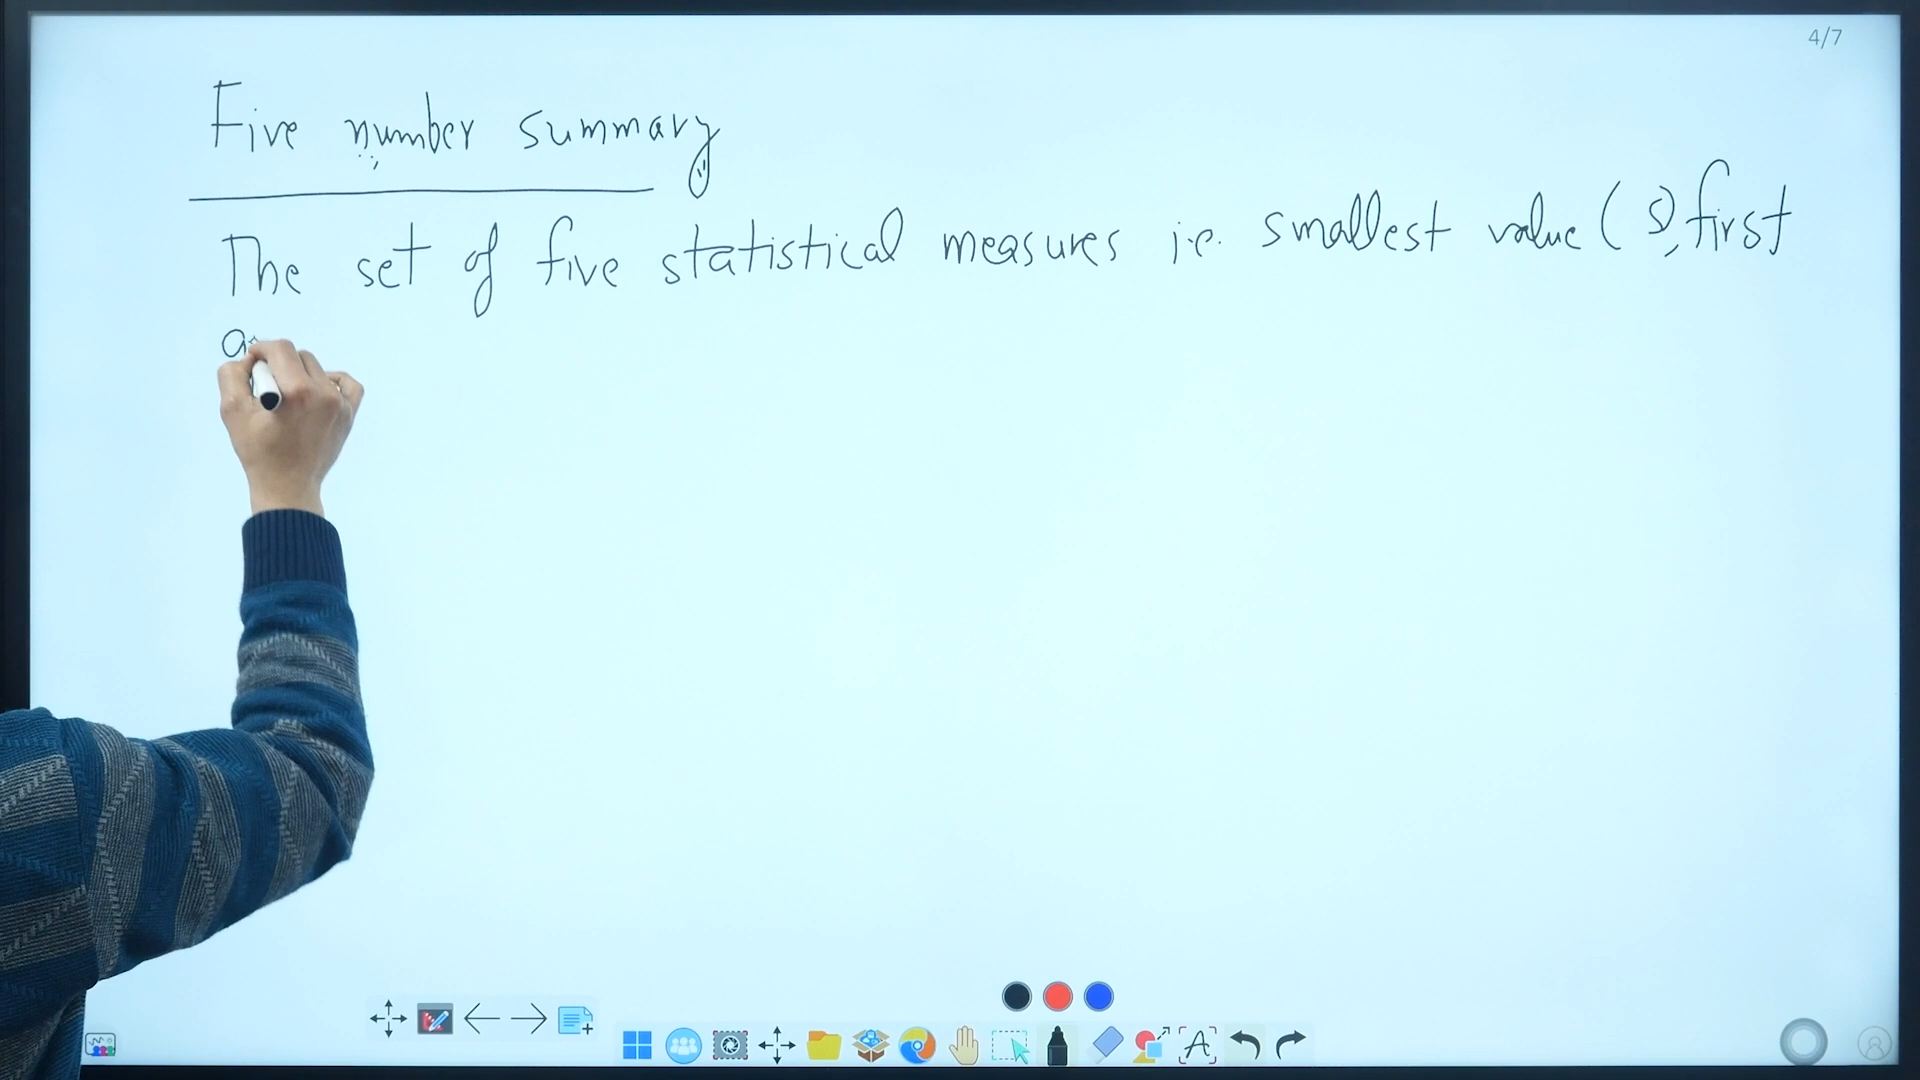 4/7
Five number summary
The set of five statistical measures i.e. smallest value (s), first